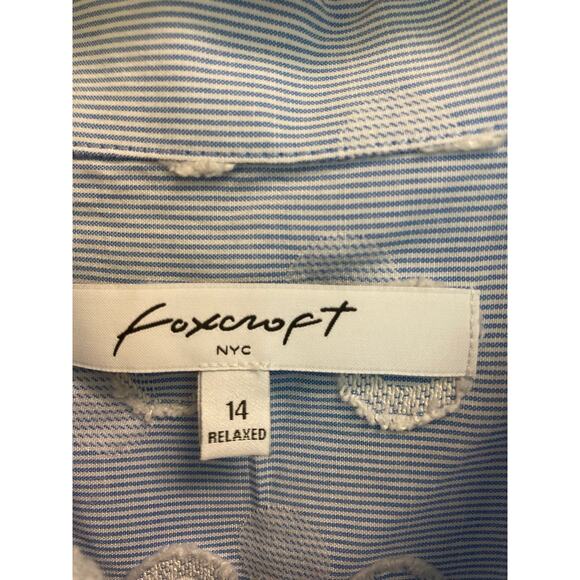 Foxcroft
NYC
14
RELAXED